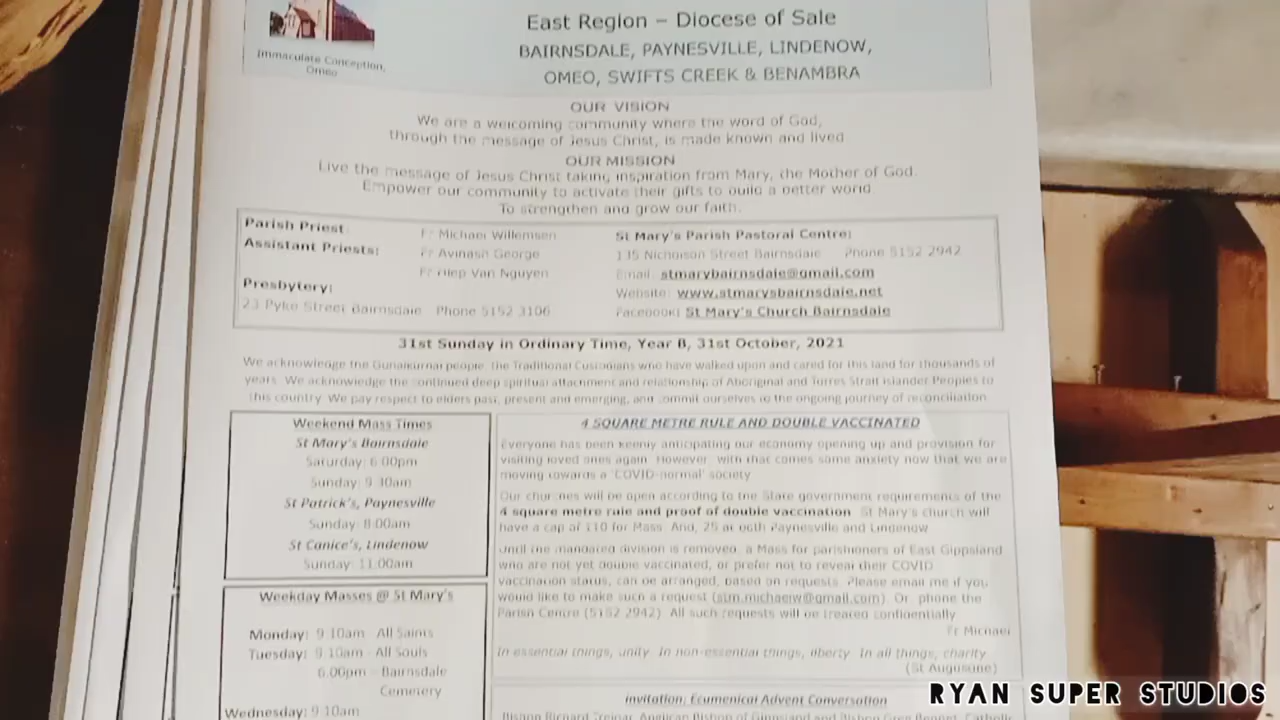 East Region – Diocese of Sale
BAIRNSDALE, PAYNESVILLE, LINDENOW,
OMEO, SWIFTS CREEK & BENAMBRA
Immaculate Conception,
Omeo
OUR VISION
We are a welcoming community where the word of God,
through the message of Jesus Christ, is made known and lived
OUR MISSION
Live the message of Jesus Christ taking inspiration from Mary, the Mother of God.
Empower our community to activate their gifts to build a better world
To strengthen and grow our faith.
Parish Priest: Fr Michael Willemsen
Assistant Priests: Fr Avinash George
Fr Hiep Van Nguyen
Presbytery:
23 Pyke Street Bairnsdale Phone 5152 3106
St Mary's Parish Pastoral Centre:
135 Nicholson Street Bairnsdale Phone 5152 2942
Email: stmarybairnsdale@gmail.com
Website: www.stmarysbairnsdale.net
Facebook: St Mary's Church Bairnsdale
31st Sunday in Ordinary Time, Year B, 31st October, 2021
We acknowledge the Gunaikurnai people, the Traditional Custodians who have walked upon and cared for this land for thousands of
years. We acknowledge the continued deep spiritual attachment and relationship of Aboriginal and Torres Strait Islander Peoples to
this country. We pay respect to elders past, present and emerging, and commit ourselves to the ongoing journey of reconciliation.
Weekend Mass Times
St Mary's Bairnsdale
Saturday: 6:00pm
Sunday: 9.30am
St Patrick's, Paynesville
Sunday: 8:00am
St Canice's, Lindenow
Sunday: 11:00am
Weekday Masses @ St Mary's
Monday: 9.10am - All Saints
Tuesday: 9.10am - All Souls
6.00pm - Bairnsdale
Cemetery
Wednesday: 9.10am
4 SQUARE METRE RULE AND DOUBLE VACCINATED
Everyone has been keenly anticipating our economy opening up and provision for
visiting loved ones again. However, with that comes some anxiety now that we are
moving towards a 'COVID-normal' society.
Our churches will be open according to the State government requirements of the
4 square metre rule and proof of double vaccination. St Mary's church will
have a cap of 110 for Mass. And, 25 at both Paynesville and Lindenow.
Until the mandated division is removed, a Mass for parishioners of East Gippsland
who are not yet double vaccinated, or prefer not to reveal their COVID
vaccination status, can be arranged, based on requests. Please email me if you
would like to make such a request (stm.michaelw@gmail.com). Or, phone the
Parish Centre (5152 2942). All such requests will be treated confidentially.
Fr Michael
In essential things, unity. In non-essential things, liberty. In all things, charity.
(St Augustine)
Invitation: Ecumenical Advent Conversation
Bishop Richard Treloar, Anglican Bishop of Gippsland and Bishop Greg Bennet, Catholic
RYAN SUPER STUDIOS